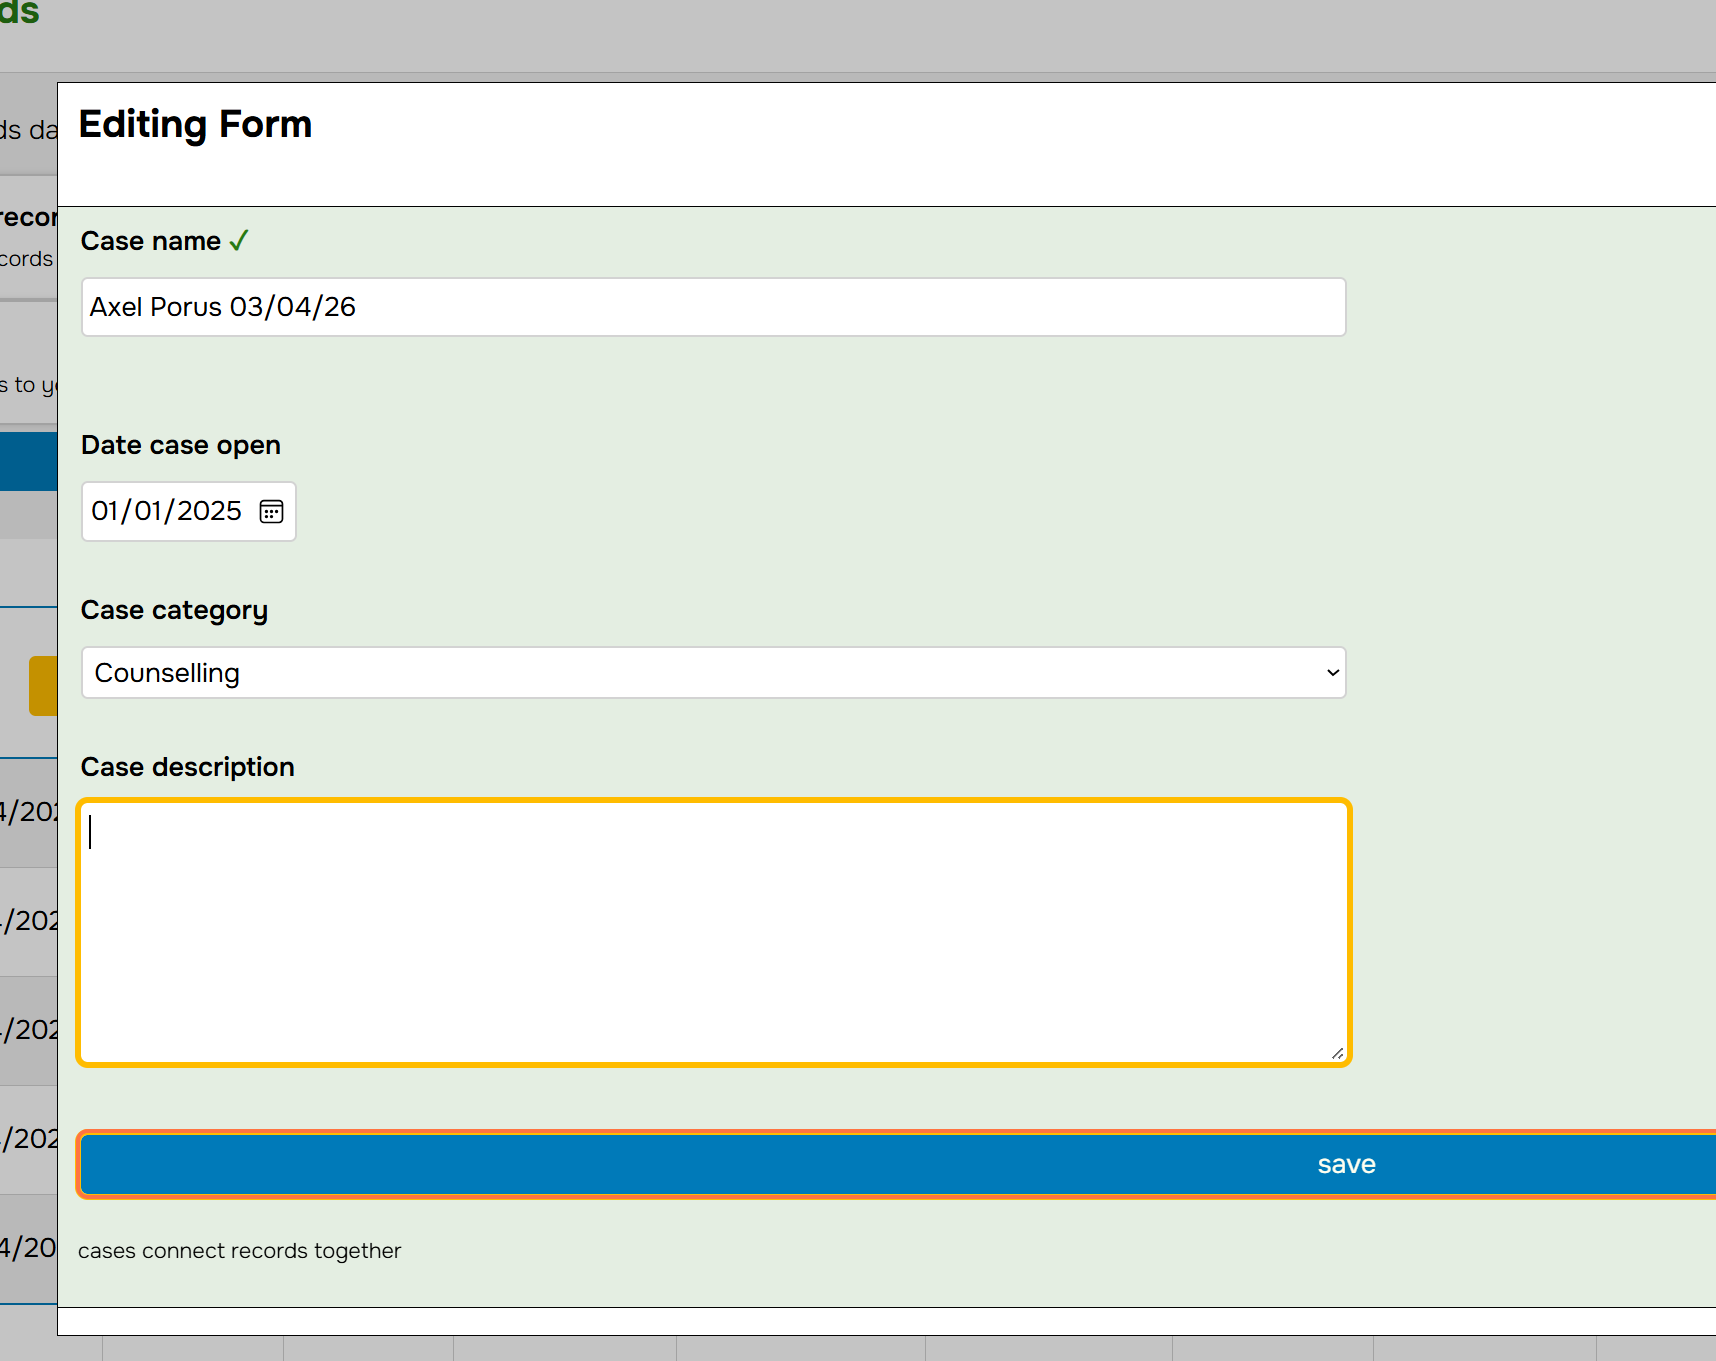 ds
Editing Form
ds da
recor
cords
s to y
Case name ✓
Axel Porus 03/04/26
Date case open
01/01/2025
Case category
Counselling
Case description
4/202
/202
/202
/202
4/20
save
cases connect records together